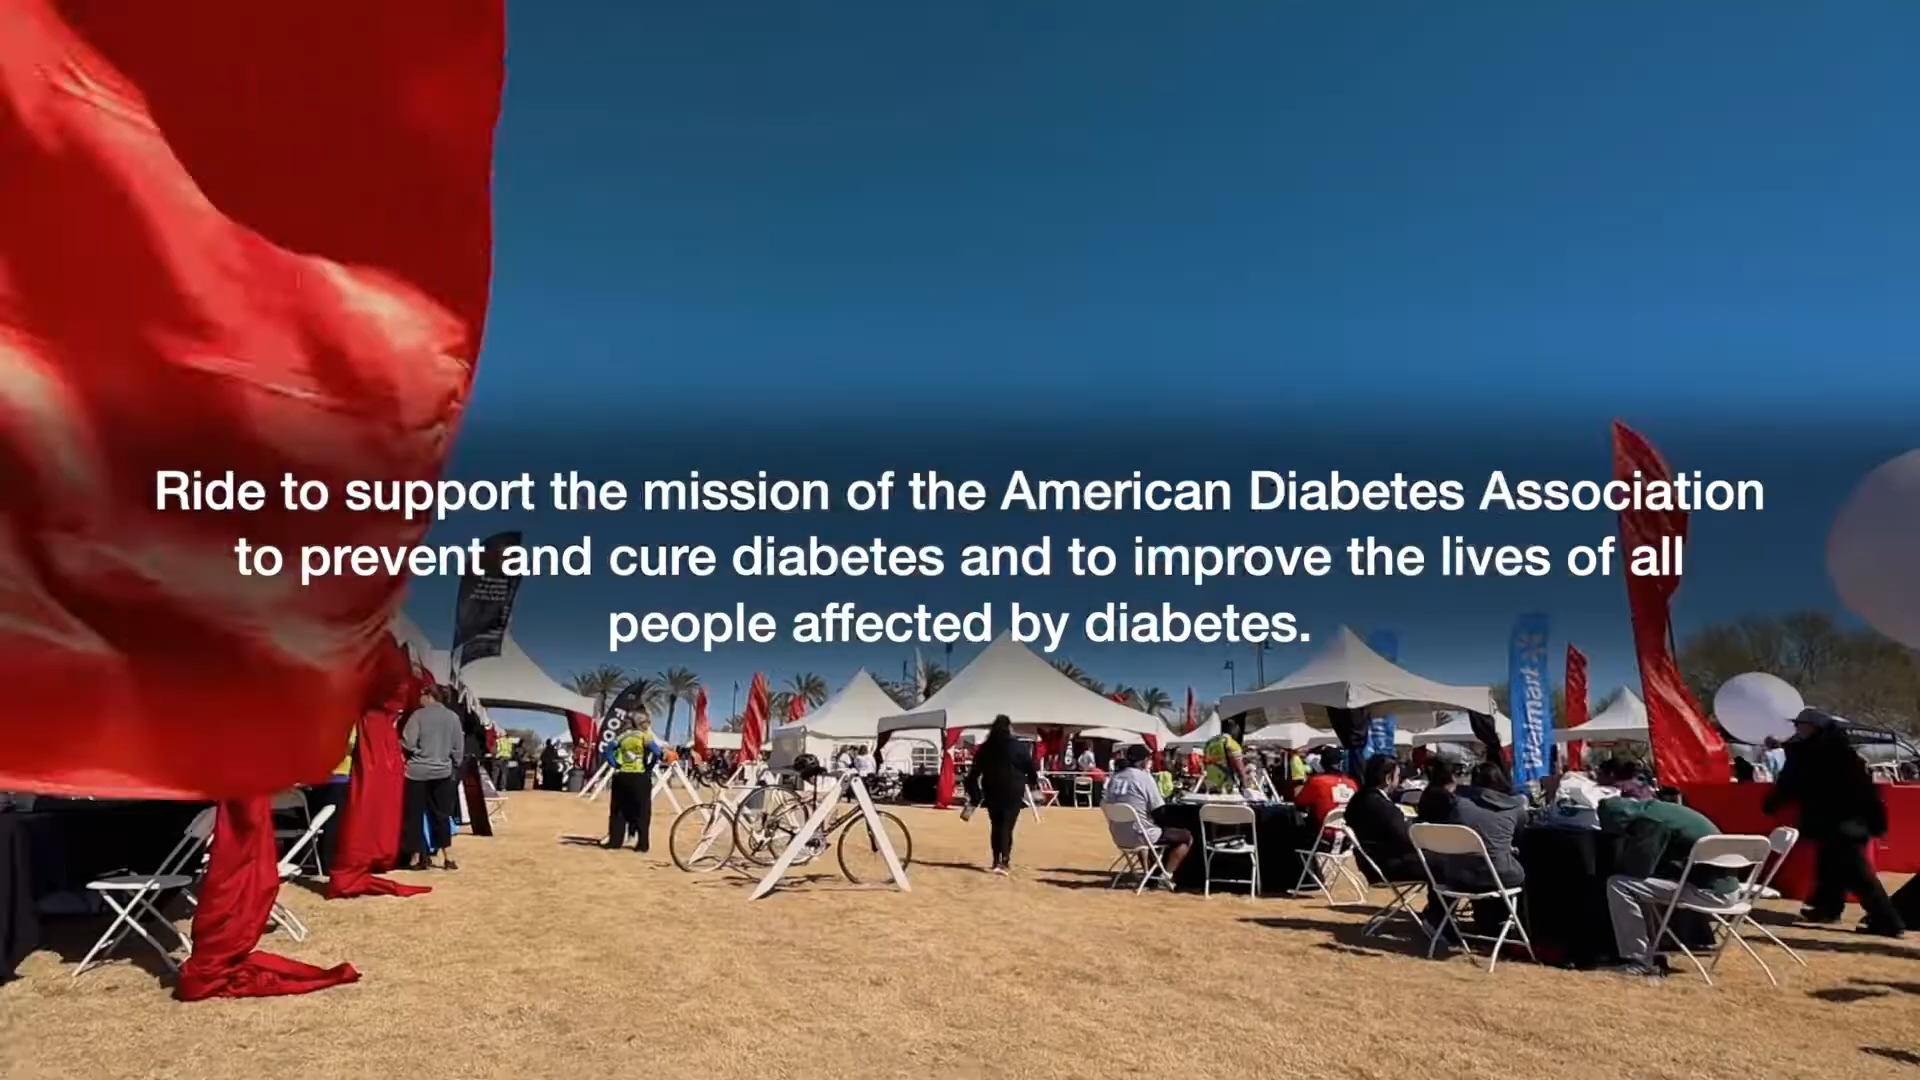 Ride to support the mission of the American Diabetes Association
to prevent and cure diabetes and to improve the lives of all
people affected by diabetes.
FOOD
Walmart